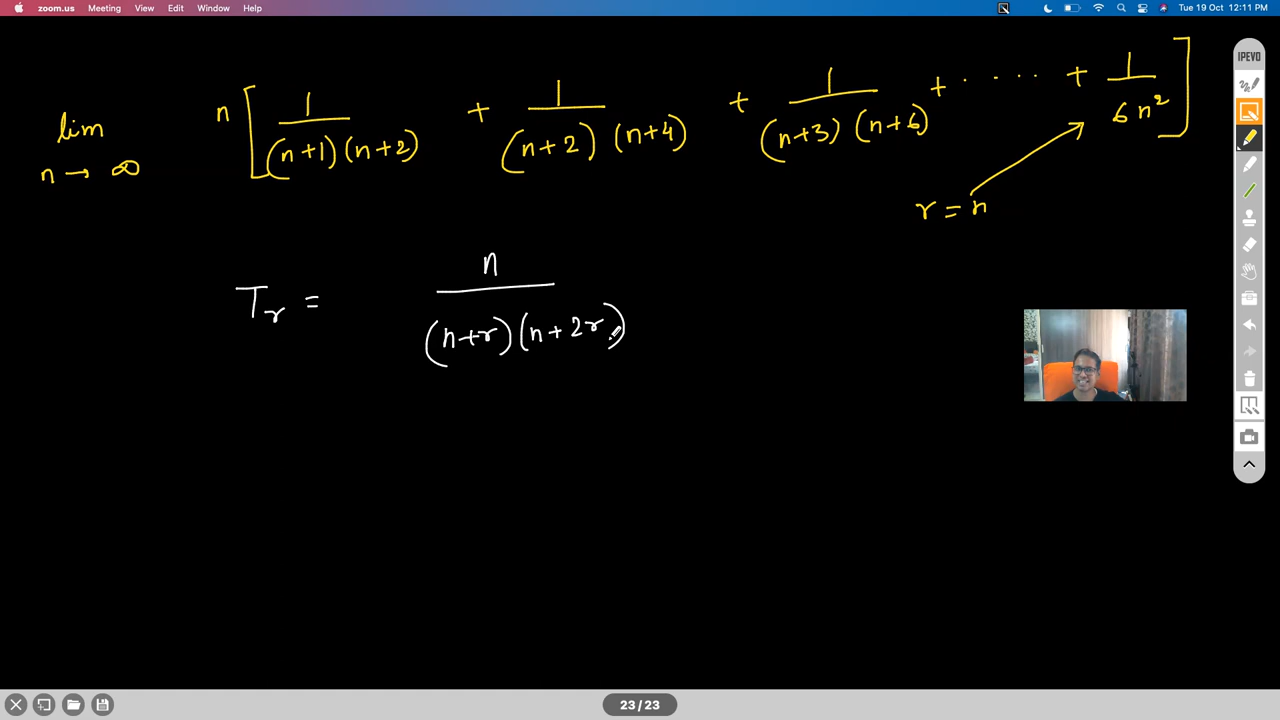 zoom.us Meeting View Edit Window Help Tue 19 Oct 12:11 PM
IPEVO
lim n → ∞ n [ 1/((n+1)(n+2)) + 1/((n+2)(n+4)) + 1/((n+3)(n+6)) + ..... + 1/(6n²) ]
r = n
Tr = n/((n+r)(n+2r))
23/23